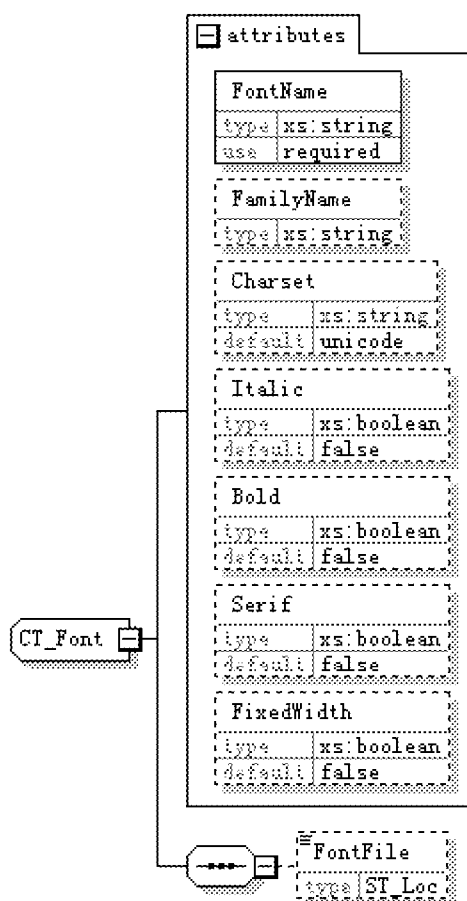 attributes
FontName
type xs:string
use required
FamilyName
type xs:string
Charset
type xs:string
default unicode
Italic
type xs:boolean
default false
Bold
type xs:boolean
default false
Serif
type xs:boolean
default false
FixedWidth
type xs:boolean
default false
CT_Font
FontFile
type ST_Loc